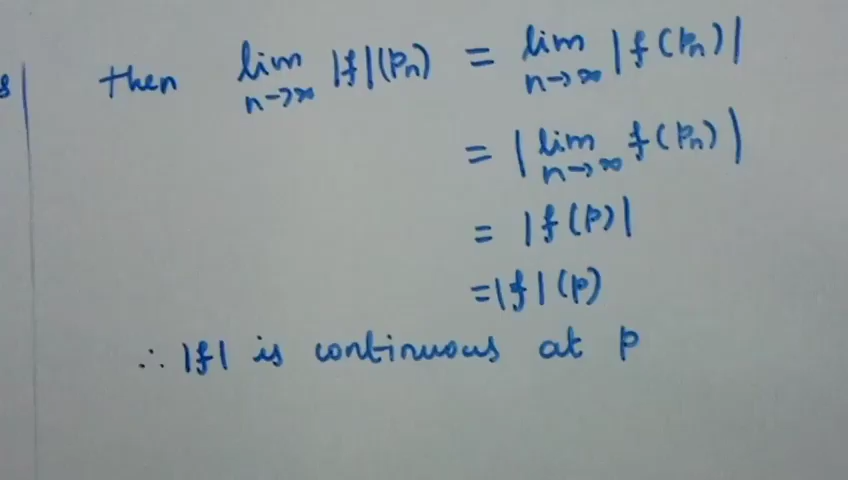 then lim n→∞ |f|(pₙ) = lim n→∞ |f(pₙ)|
= | lim n→∞ f(pₙ)|
= |f(p)|
=|f|(p)
∴ |f| is continuous at p